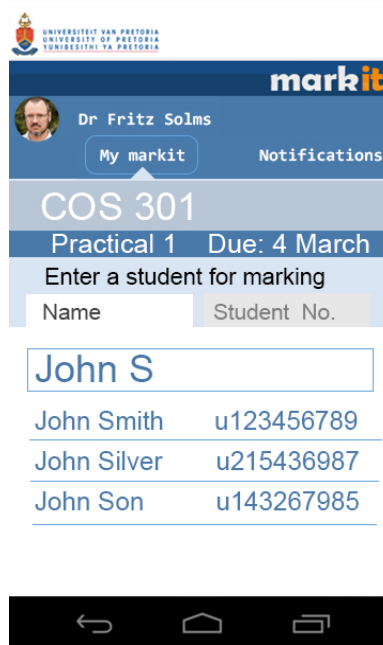 UNIVERSITEIT VAN PRETORIA
UNIVERSITY OF PRETORIA
YUNIBESITHI YA PRETORIA
markit
Dr Fritz Solms
My markit Notifications
COS 301
Practical 1 Due: 4 March
Enter a student for marking
Name Student No.
John S
John Smith u123456789
John Silver u215436987
John Son u143267985